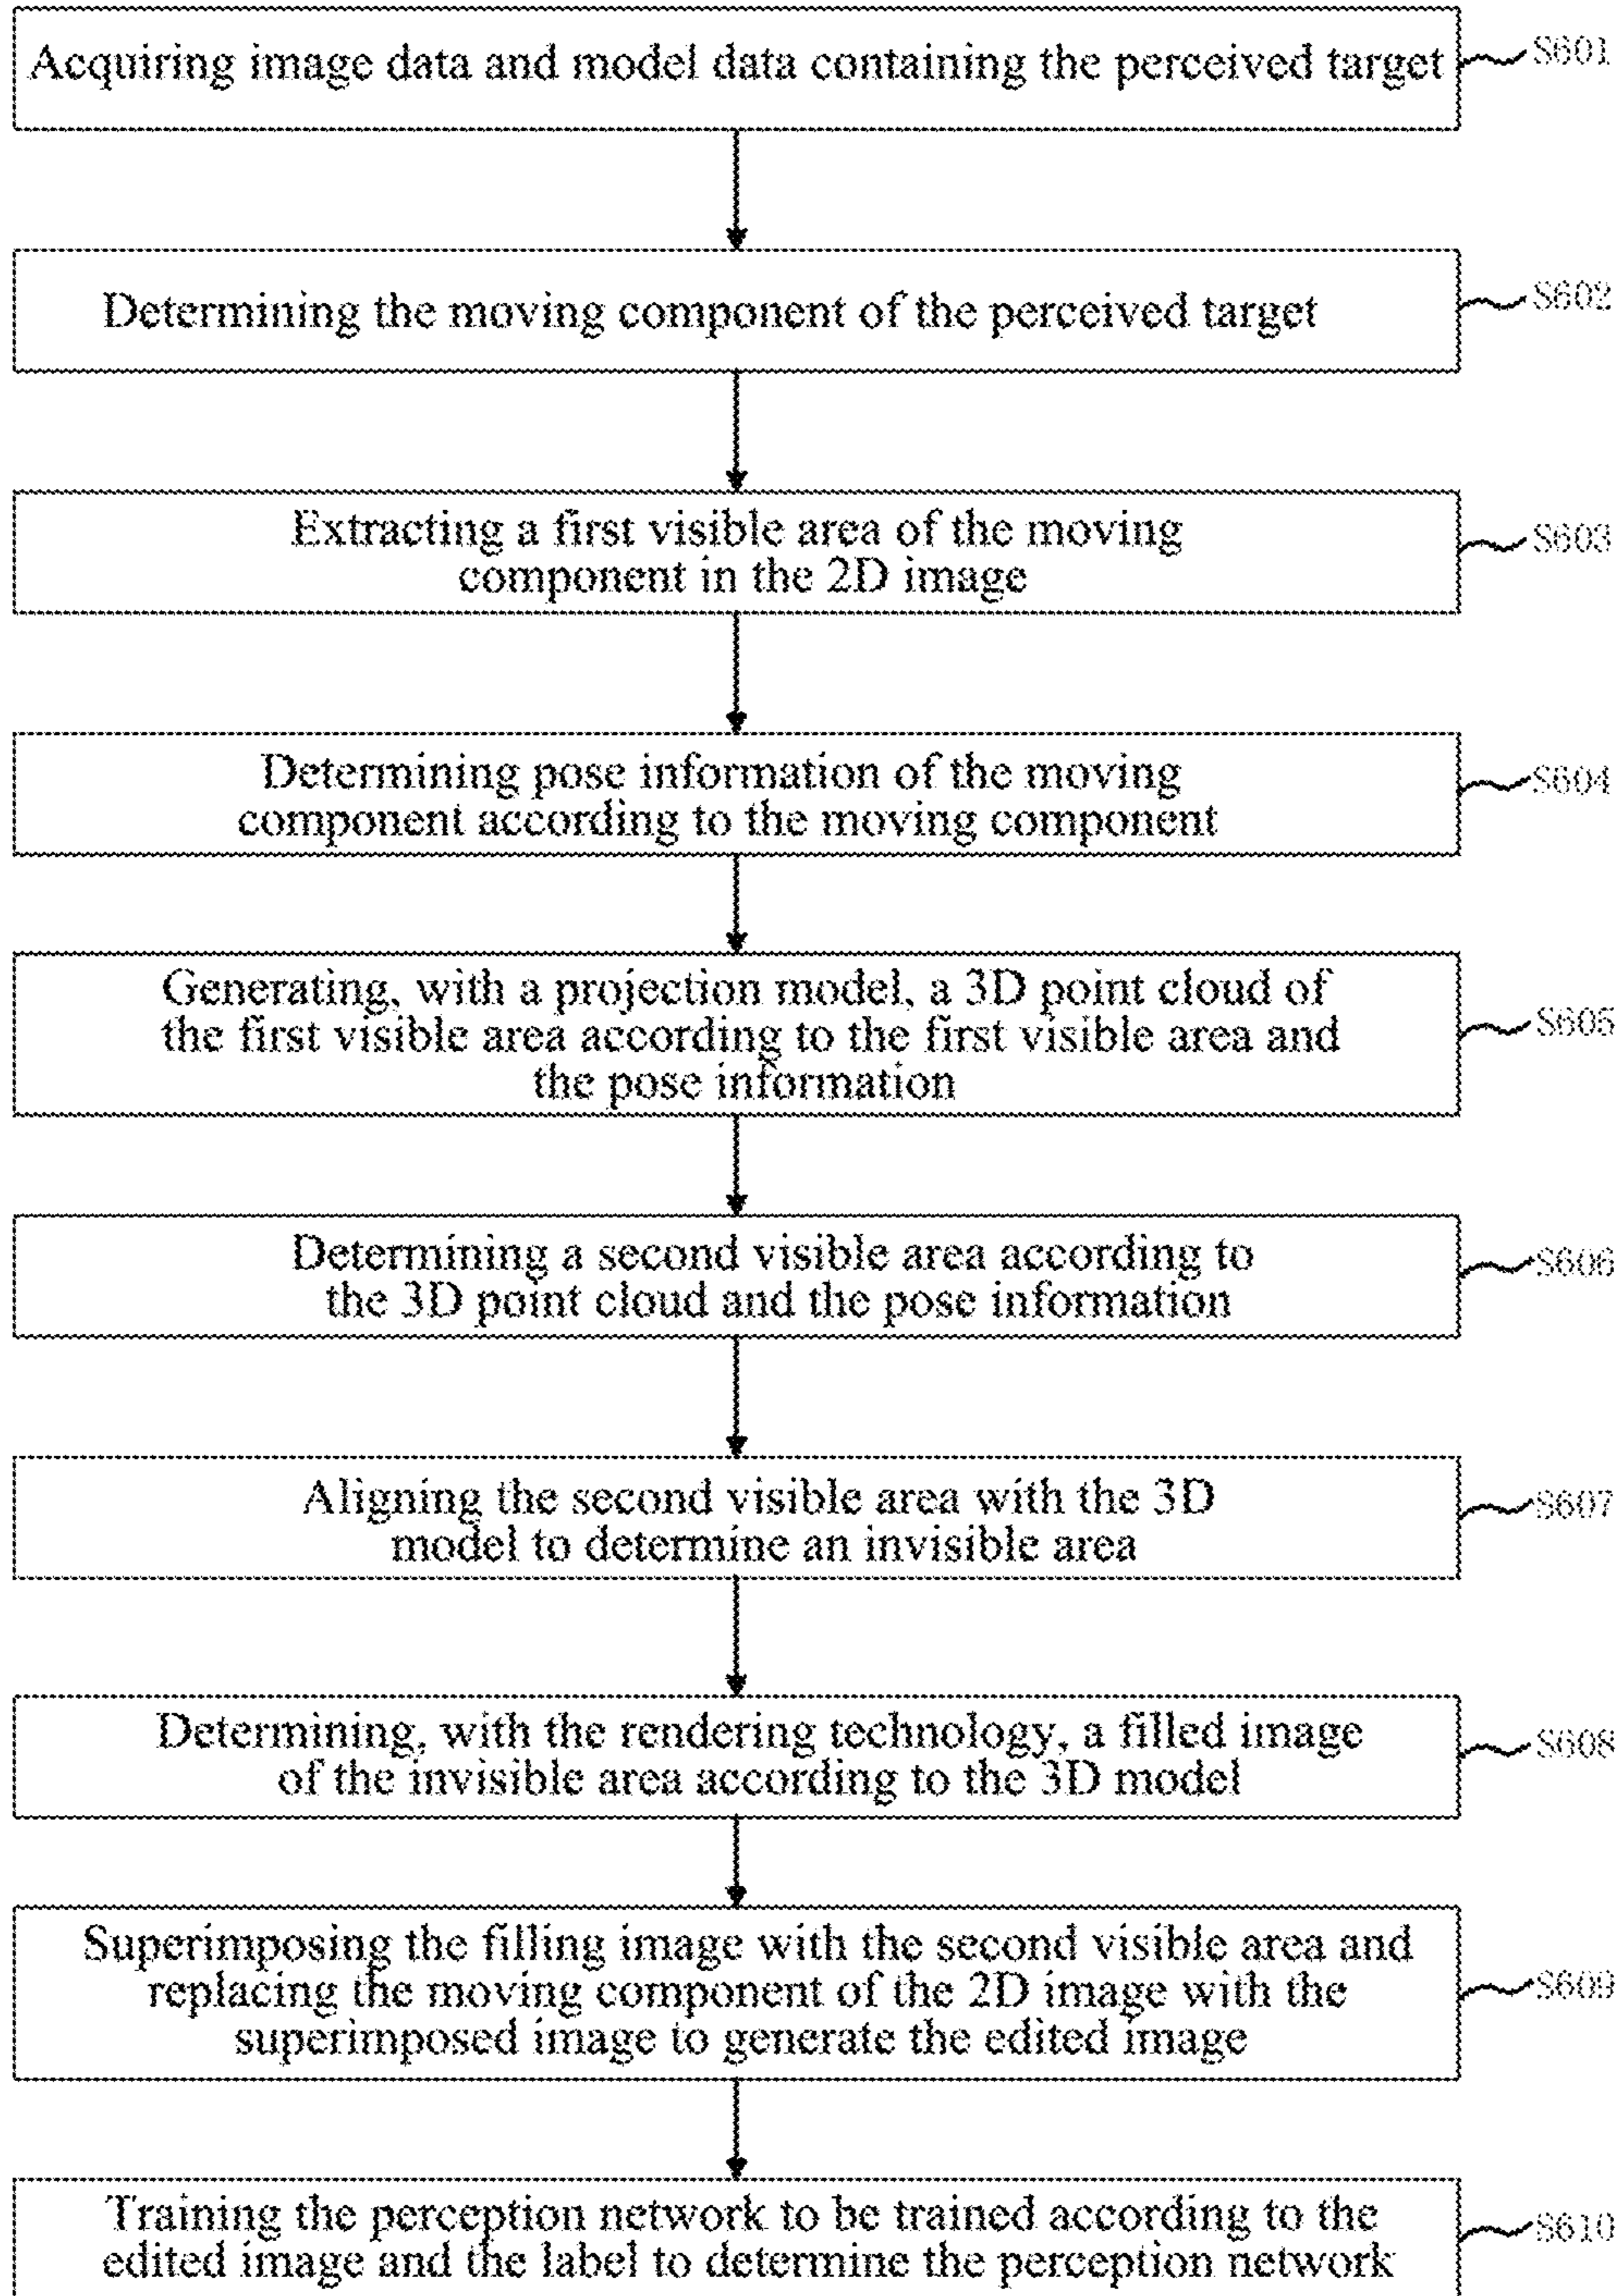 Acquiring image data and model data containing the perceived target
S601
Determining the moving component of the perceived target
S602
Extracting a first visible area of the moving
component in the 2D image
S603
Determining pose information of the moving
component according to the moving component
S604
Generating, with a projection model, a 3D point cloud of
the first visible area according to the first visible area and
the pose information
S605
Determining a second visible area according to
the 3D point cloud and the pose information
S606
Aligning the second visible area with the 3D
model to determine an invisible area
S607
Determining, with the rendering technology, a filled image
of the invisible area according to the 3D model
S608
Superimposing the filling image with the second visible area and
replacing the moving component of the 2D image with the
superimposed image to generate the edited image
S609
Training the perception network to be trained according to the
edited image and the label to determine the perception network
S610